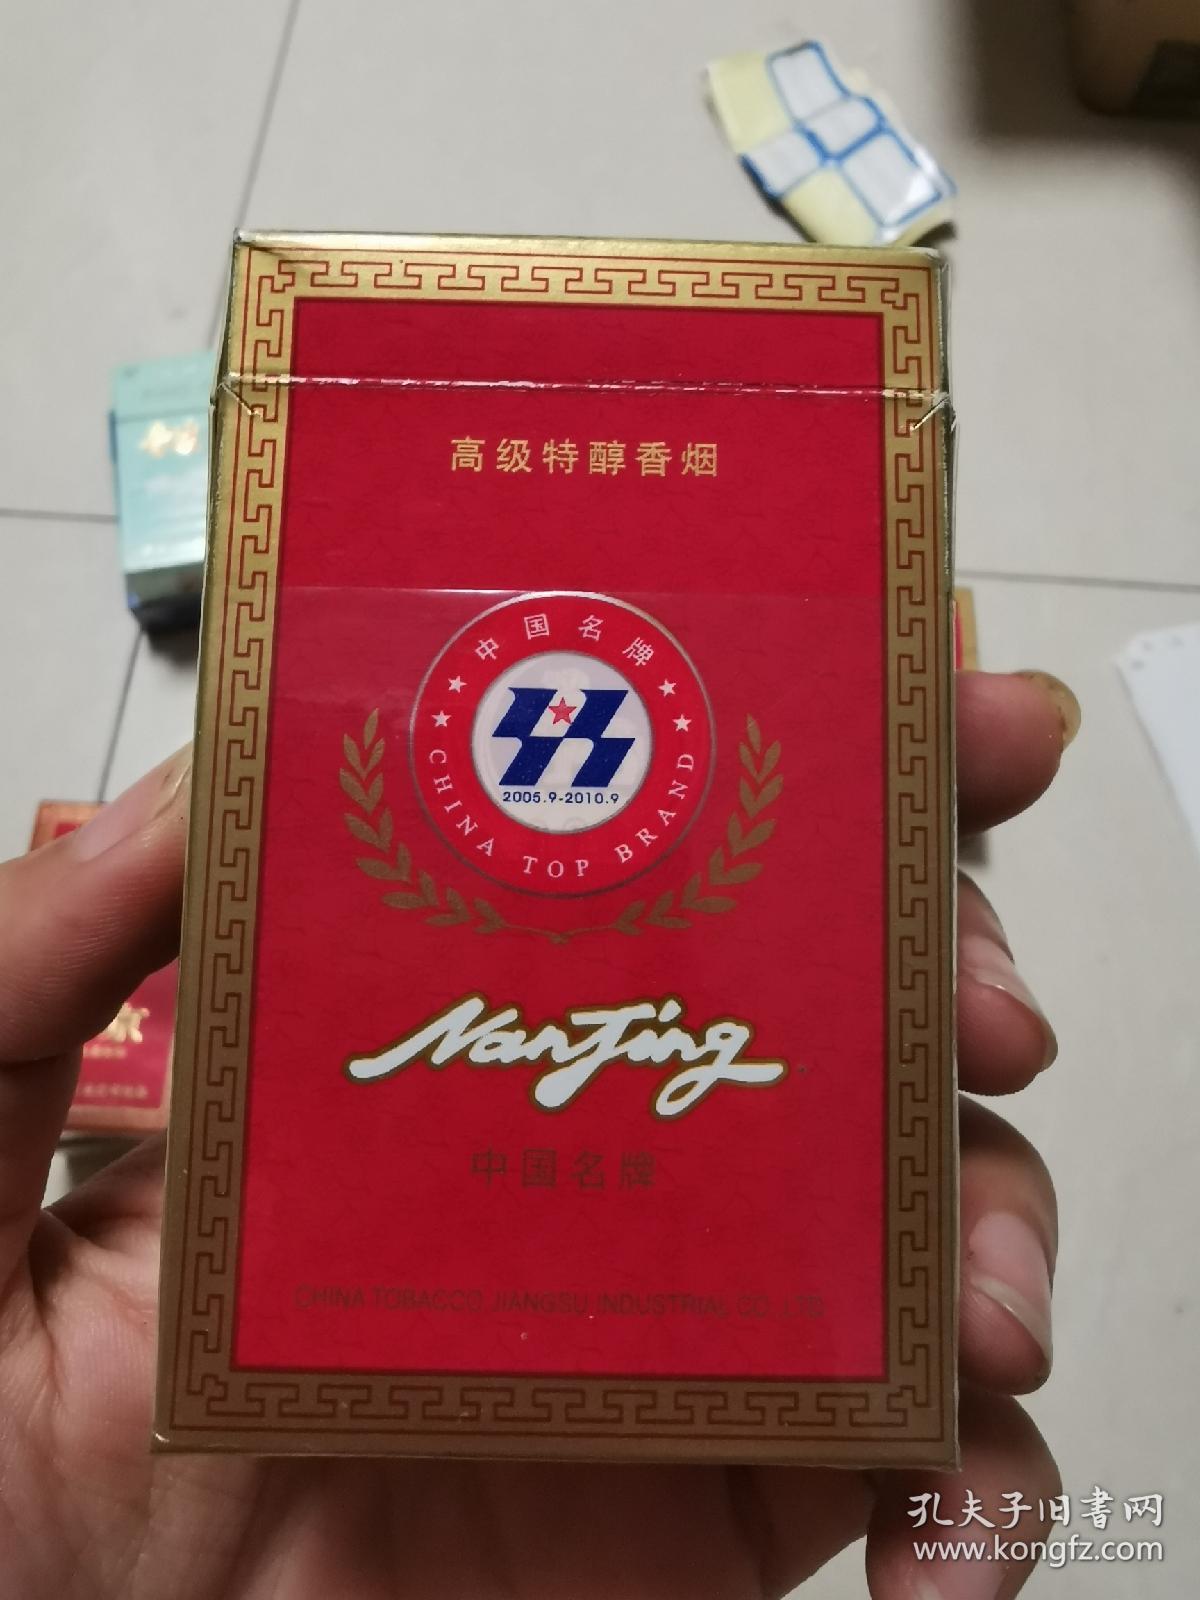 高级特醇香烟
中国名牌
2005.9-2010.9
CHINA TOP BRAND
NanJing
中国名牌
CHINA TOBACCO JIANGSU INDUSTRIAL CO.,LTD
京
孔夫子旧书网
www.kongfz.com